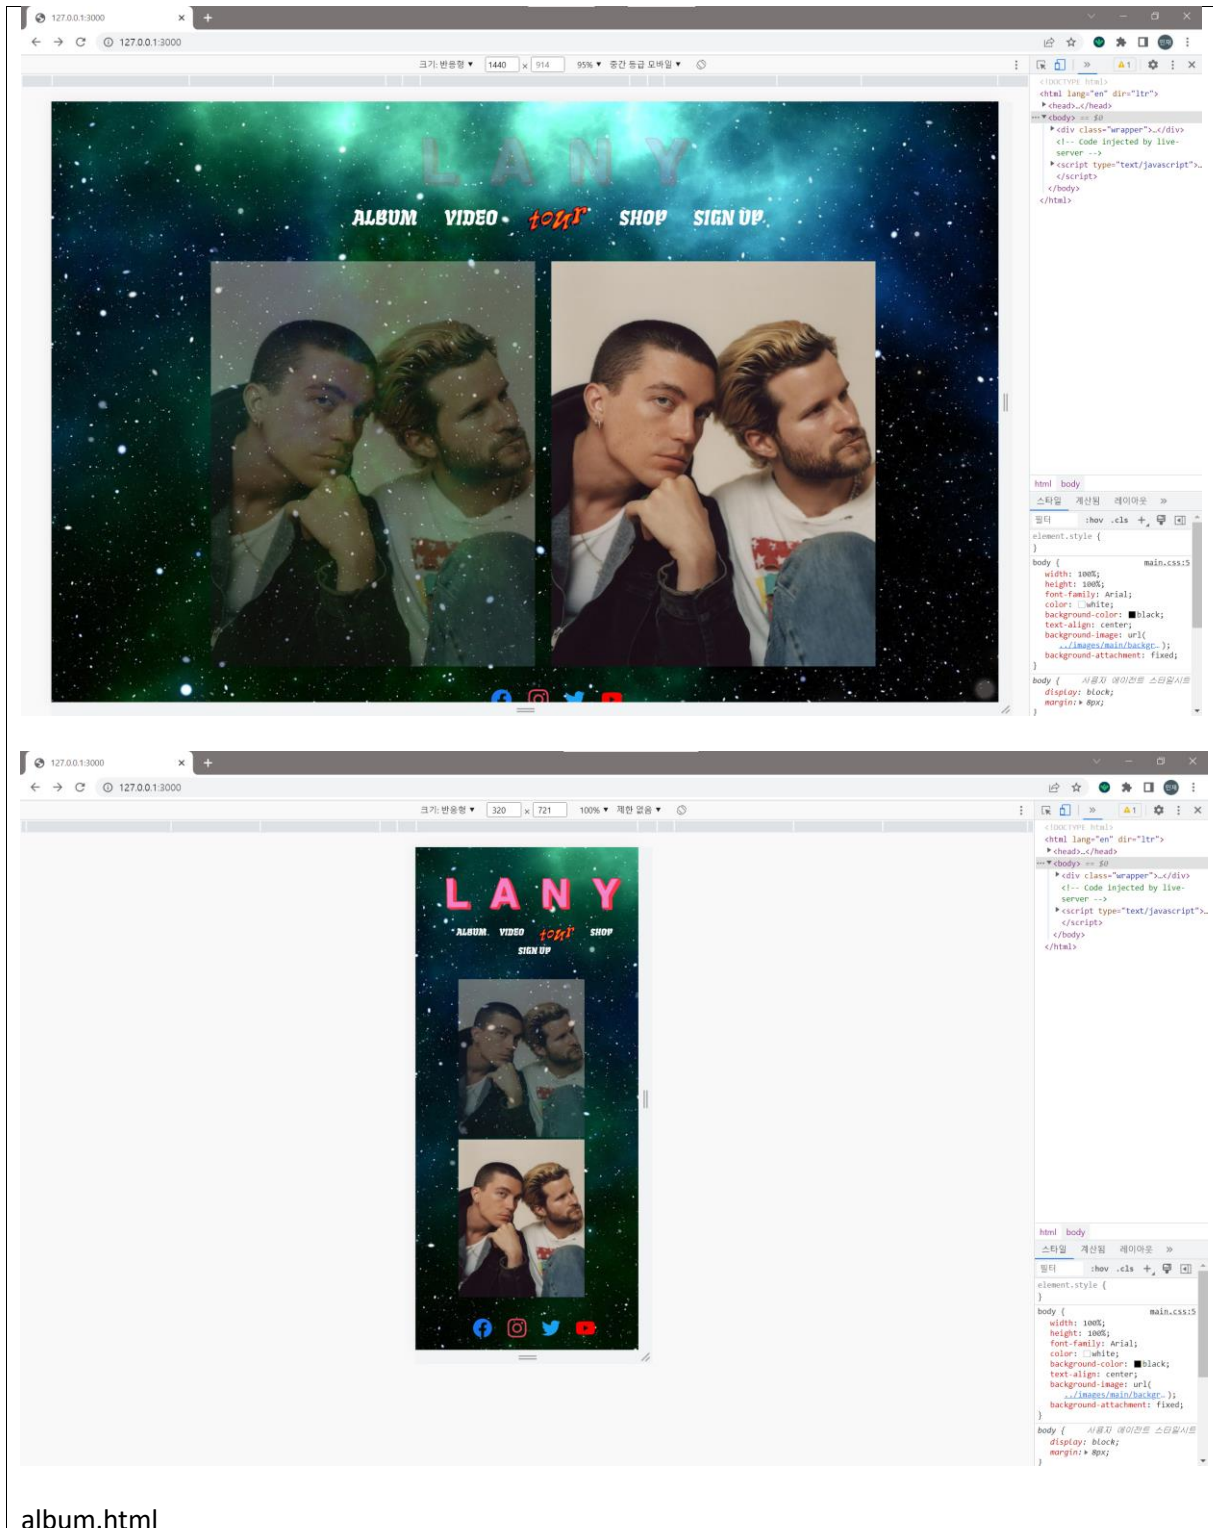 127.0.0.1:3000
127.0.0.1:3000
크기: 반응형 ▼ 1440 × 914 95% ▼ 중간 등급 모바일 ▼
» 1
<!DOCTYPE html>
<html lang="en" dir="ltr">
<head>…</head>
<body> == $0
<div class="wrapper">…</div>
<!-- Code injected by live-
server -->
<script type="text/javascript">…
</script>
</body>
</html>
L A N Y
ALBUM VIDEO tour SHOP SIGN UP
html body
스타일 계산됨 레이아웃 »
필터 :hov .cls +
element.style {
}
body { main.css:5
width: 100%;
height: 100%;
font-family: Arial;
color: white;
background-color: black;
text-align: center;
background-image: url(
../images/main/backgr…);
background-attachment: fixed;
}
body { 사용자 에이전트 스타일시트
display: block;
margin: 8px;
}
127.0.0.1:3000
127.0.0.1:3000
크기: 반응형 ▼ 320 × 721 100% ▼ 제한 없음 ▼
» 1
<!DOCTYPE html>
<html lang="en" dir="ltr">
<head>…</head>
<body> == $0
<div class="wrapper">…</div>
<!-- Code injected by live-
server -->
<script type="text/javascript">…
</script>
</body>
</html>
L A N Y
ALBUM VIDEO tour SHOP
SIGN UP
html body
스타일 계산됨 레이아웃 »
필터 :hov .cls +
element.style {
}
body { main.css:5
width: 100%;
height: 100%;
font-family: Arial;
color: white;
background-color: black;
text-align: center;
background-image: url(
../images/main/backgr…);
background-attachment: fixed;
}
body { 사용자 에이전트 스타일시트
display: block;
margin: 8px;
}
album.html